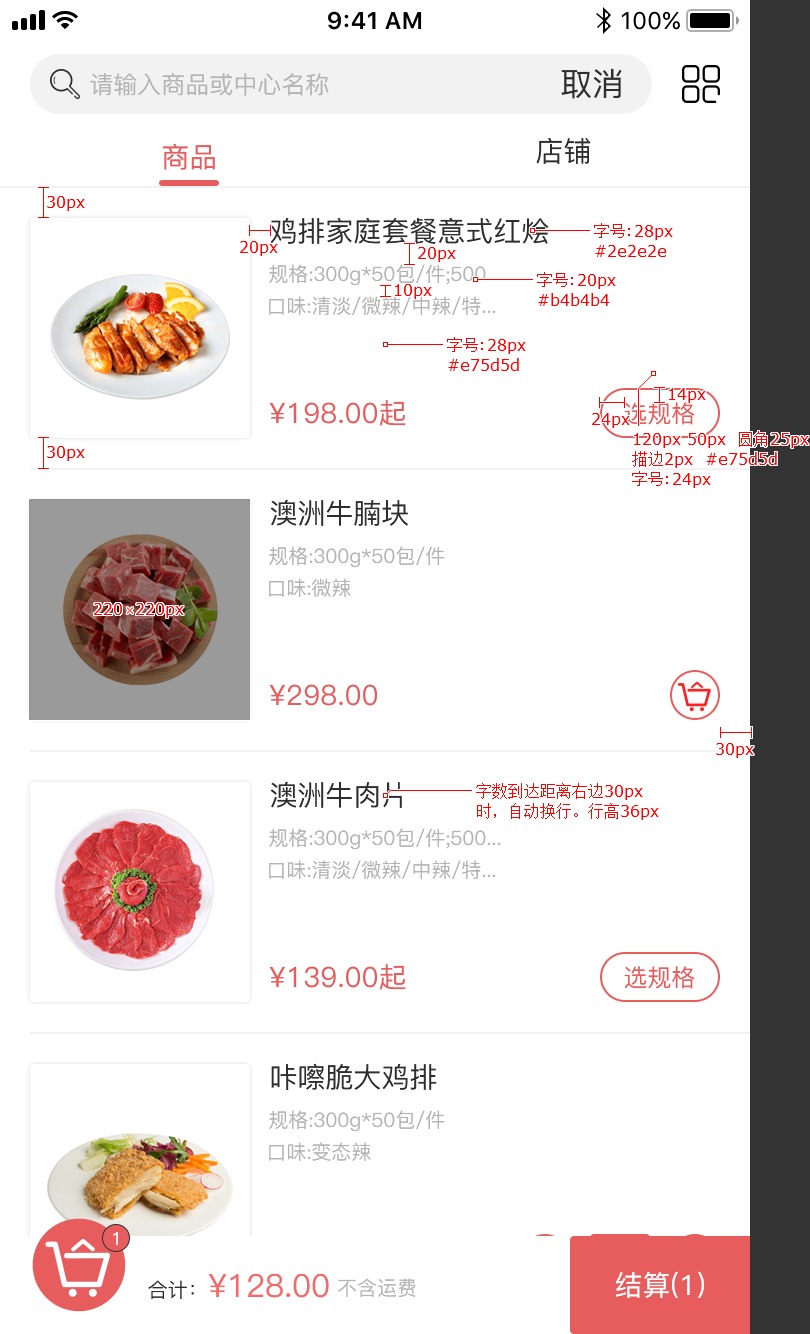 9:41 AM
100%
请输入商品或中心名称
取消
商品
店铺
30px
20px
鸡排家庭套餐意式红烩
字号: 28px
#2e2e2e
20px
规格:300g*50包/件;500
字号: 20px
#b4b4b4
10px
口味:清淡/微辣/中辣/特...
字号: 28px
#e75d5d
¥198.00起
14px
24px
选规格
120px-50px 圆角25px
描边2px #e75d5d
字号: 24px
30px
澳洲牛腩块
规格:300g*50包/件
口味:微辣
220×220px
¥298.00
30px
澳洲牛肉片
字数到达距离右边30px
时，自动换行。行高36px
规格:300g*50包/件;500...
口味:清淡/微辣/中辣/特...
¥139.00起
选规格
咔嚓脆大鸡排
规格:300g*50包/件
口味:变态辣
1
合计: ¥128.00 不含运费
结算(1)